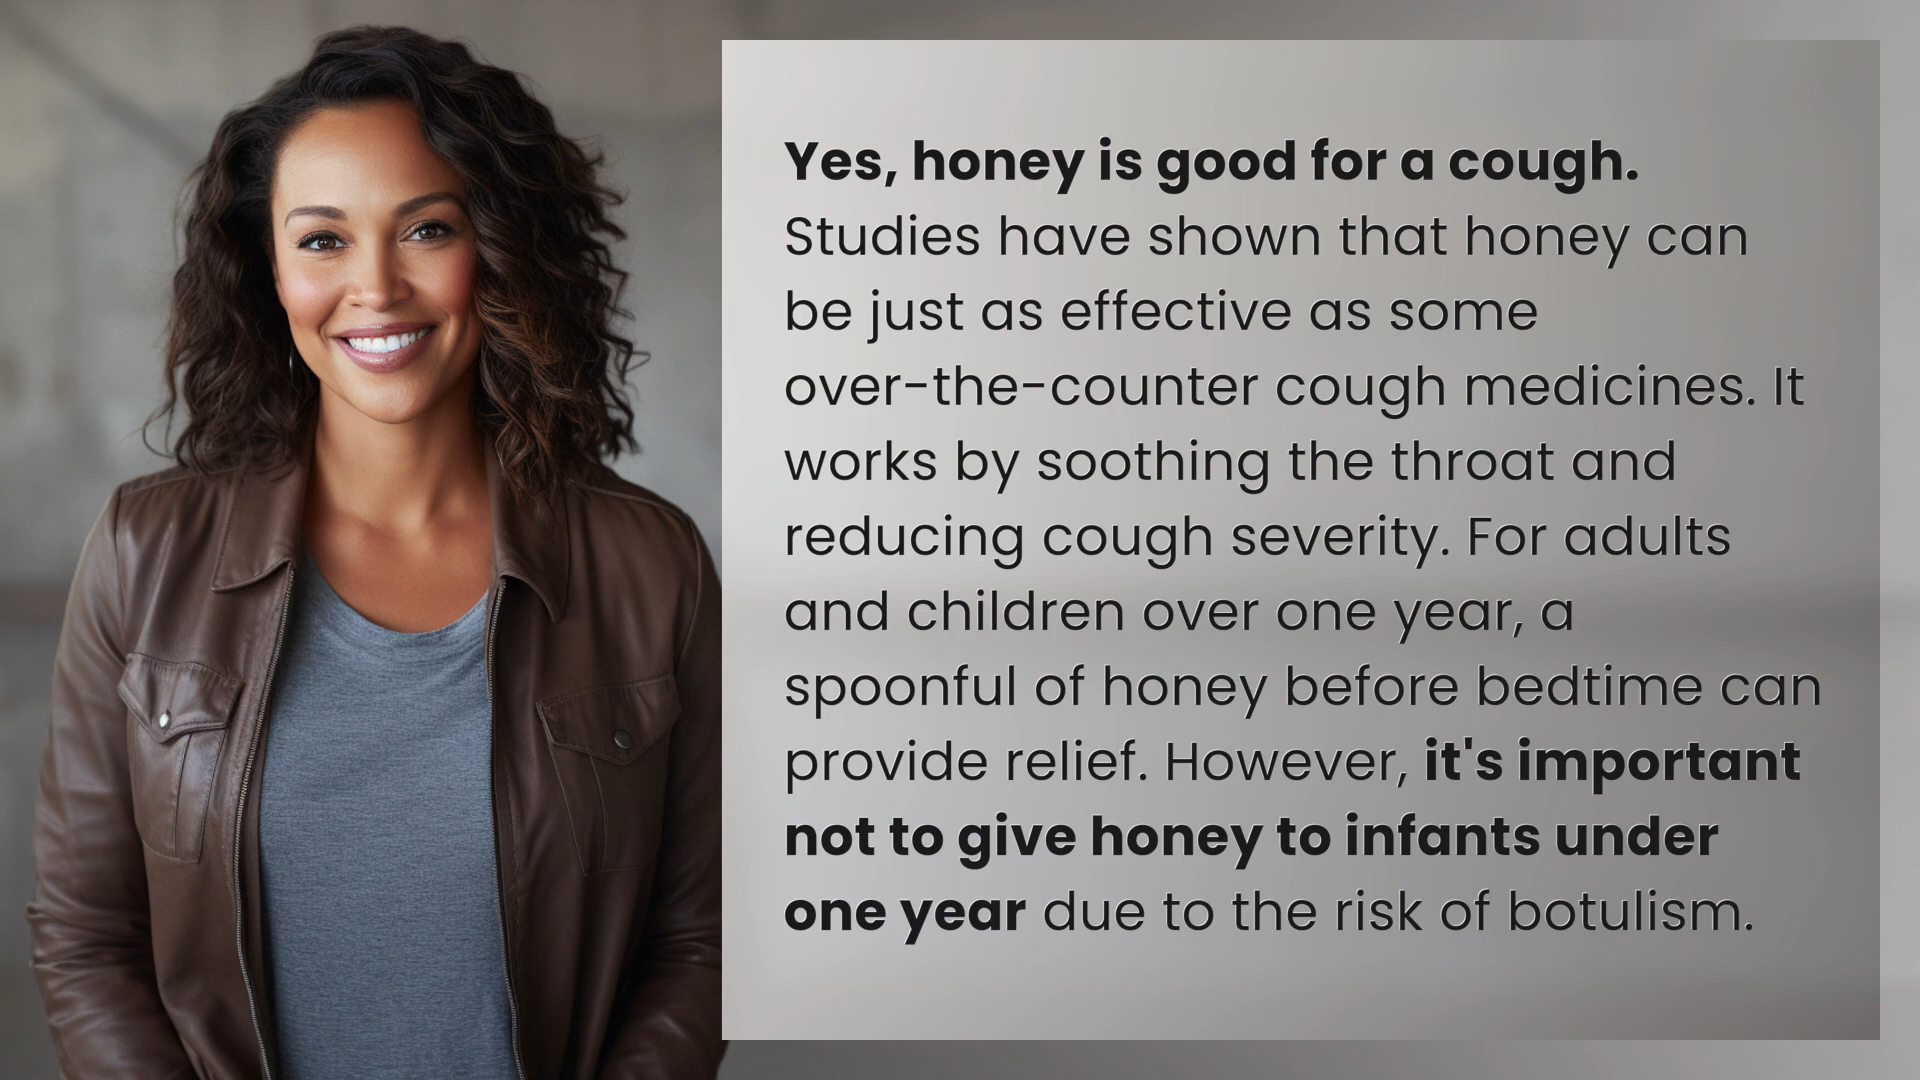 Yes, honey is good for a cough.
Studies have shown that honey can
be just as effective as some
over-the-counter cough medicines. It
works by soothing the throat and
reducing cough severity. For adults
and children over one year, a
spoonful of honey before bedtime can
provide relief. However, it's important
not to give honey to infants under
one year due to the risk of botulism.